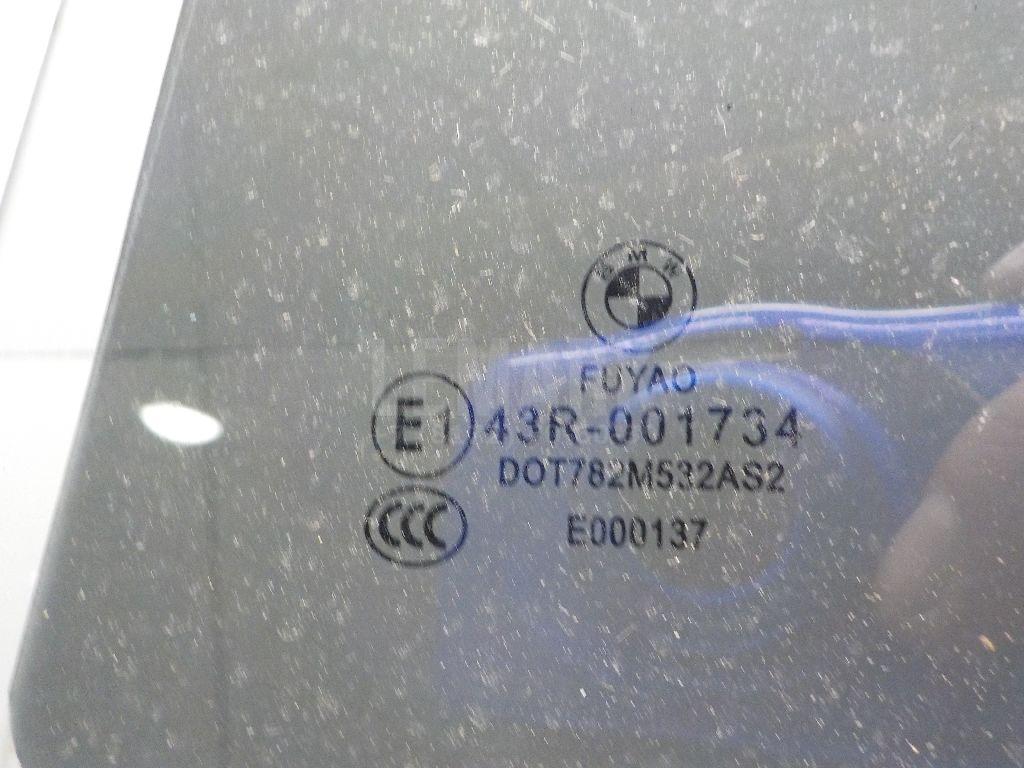 BMW
FUYAO
E1 43R-001734
DOT782M532AS2
CCC E000137